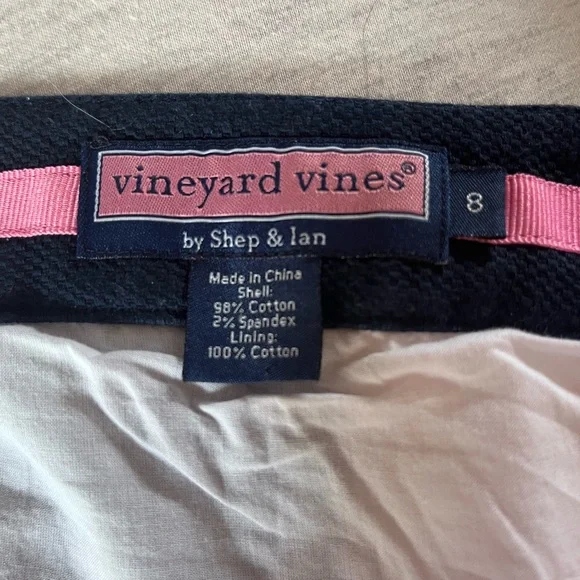 vineyard vines®
by Shep & Ian
8
Made in China
Shell:
98% Cotton
2% Spandex
Lining:
100% Cotton